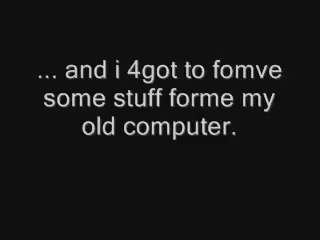 ... and i 4got to fomve
some stuff forme my
old computer.